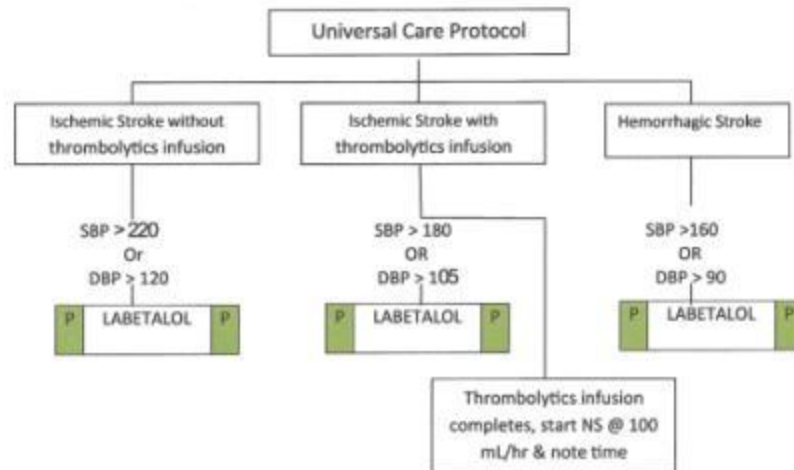 Universal Care Protocol
Ischemic Stroke without
thrombolytics infusion
SBP > 220
Or
DBP > 120
P LABETALOL P
Ischemic Stroke with
thrombolytics infusion
SBP > 180
OR
DBP > 105
P LABETALOL P
Thrombolytics infusion
completes, start NS @ 100
mL/hr & note time
Hemorrhagic Stroke
SBP >160
OR
DBP > 90
P LABETALOL P